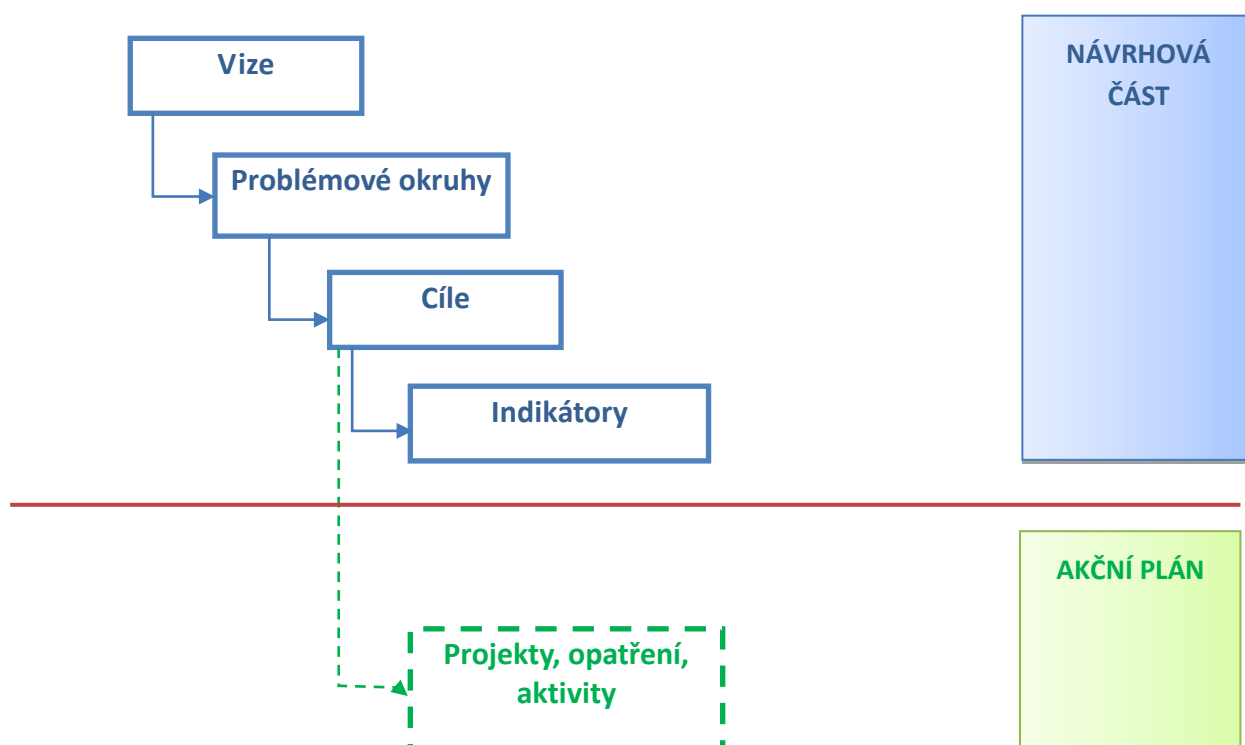 Vize
NÁVRHOVÁ
ČÁST
Problémové okruhy
Cíle
Indikátory
AKČNÍ PLÁN
Projekty, opatření,
aktivity